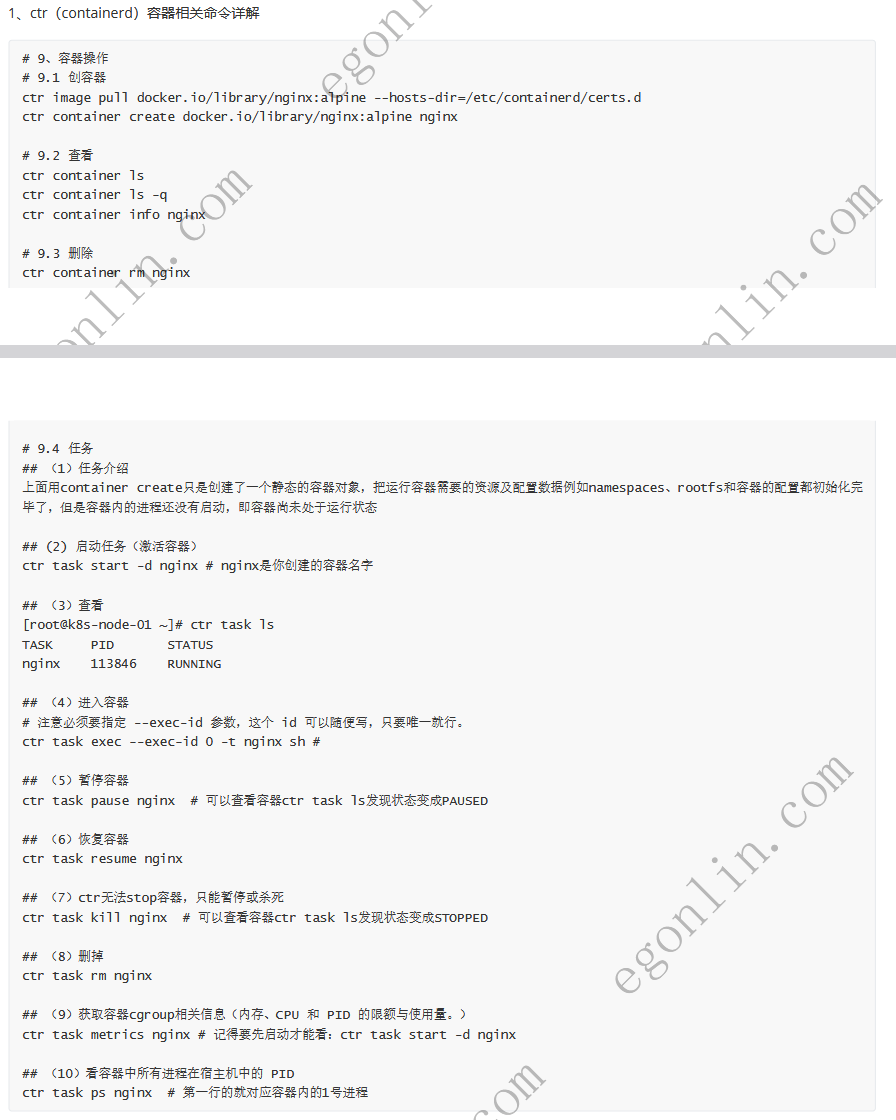 1、ctr（containerd）容器相关命令详解
# 9、容器操作
# 9.1 创容器
ctr image pull docker.io/library/nginx:alpine --hosts-dir=/etc/containerd/certs.d
ctr container create docker.io/library/nginx:alpine nginx
# 9.2 查看
ctr container ls
ctr container ls -q
ctr container info nginx
# 9.3 删除
ctr container rm nginx
# 9.4 任务
## （1）任务介绍
上面用container create只是创建了一个静态的容器对象，把运行容器需要的资源及配置数据例如namespaces、rootfs和容器的配置都初始化完
毕了，但是容器内的进程还没有启动，即容器尚未处于运行状态
## (2) 启动任务（激活容器）
ctr task start -d nginx # nginx是你创建的容器名字
## （3）查看
[root@k8s-node-01 ~]# ctr task ls
TASK     PID       STATUS
nginx    113846    RUNNING
## （4）进入容器
# 注意必须要指定 --exec-id 参数，这个 id 可以随便写，只要唯一就行。
ctr task exec --exec-id 0 -t nginx sh #
## （5）暂停容器
ctr task pause nginx  # 可以查看容器ctr task ls发现状态变成PAUSED
## （6）恢复容器
ctr task resume nginx
## （7）ctr无法stop容器，只能暂停或杀死
ctr task kill nginx  # 可以查看容器ctr task ls发现状态变成STOPPED
## （8）删掉
ctr task rm nginx
## （9）获取容器cgroup相关信息（内存、CPU 和 PID 的限额与使用量。）
ctr task metrics nginx # 记得要先启动才能看：ctr task start -d nginx
## （10）看容器中所有进程在宿主机中的 PID
ctr task ps nginx  # 第一行的就对应容器内的1号进程
egonl
onlin.com
nlin.com
egonlin.com
om